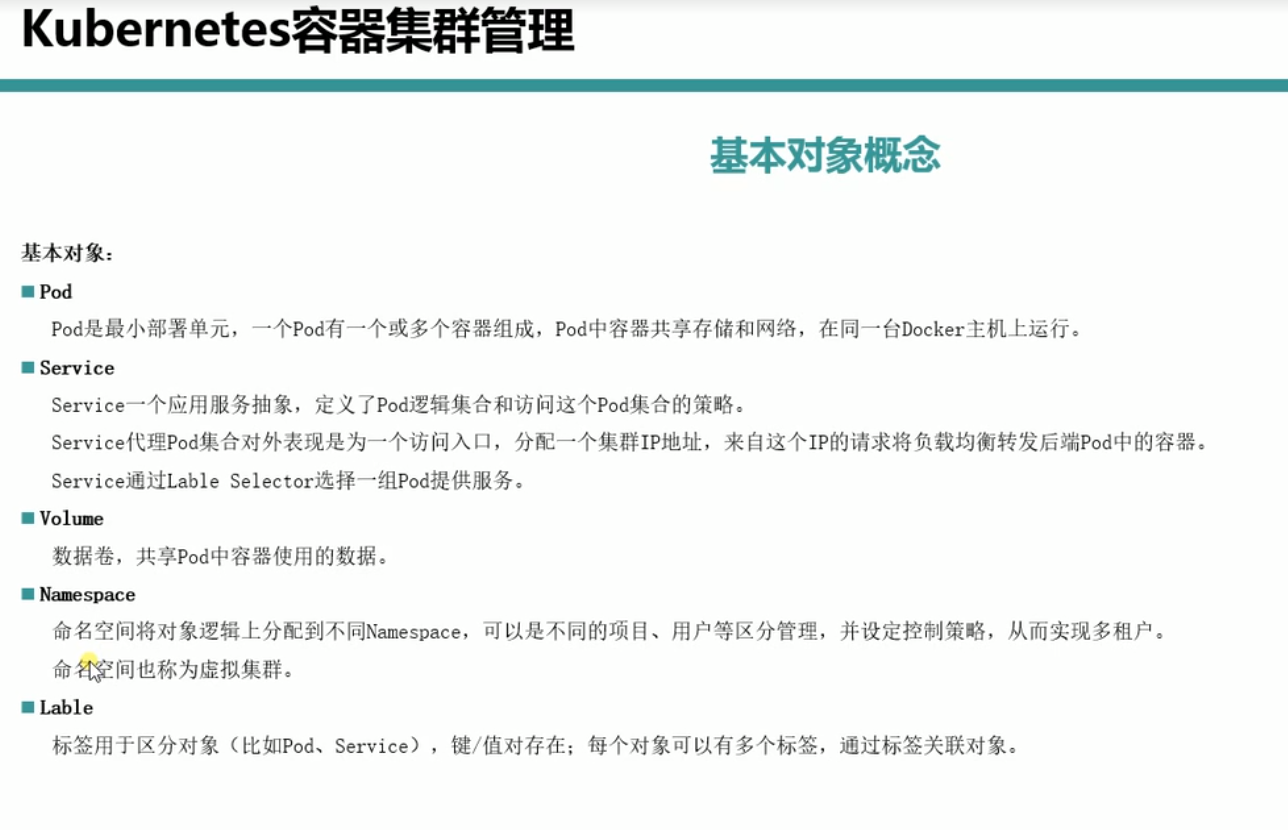 Kubernetes容器集群管理
基本对象概念
基本对象：
Pod
Pod是最小部署单元，一个Pod有一个或多个容器组成，Pod中容器共享存储和网络，在同一台Docker主机上运行。
Service
Service一个应用服务抽象，定义了Pod逻辑集合和访问这个Pod集合的策略。
Service代理Pod集合对外表现是为一个访问入口，分配一个集群IP地址，来自这个IP的请求将负载均衡转发后端Pod中的容器。
Service通过Lable Selector选择一组Pod提供服务。
Volume
数据卷，共享Pod中容器使用的数据。
Namespace
命名空间将对象逻辑上分配到不同Namespace，可以是不同的项目、用户等区分管理，并设定控制策略，从而实现多租户。
命名空间也称为虚拟集群。
Lable
标签用于区分对象（比如Pod、Service），键/值对存在；每个对象可以有多个标签，通过标签关联对象。